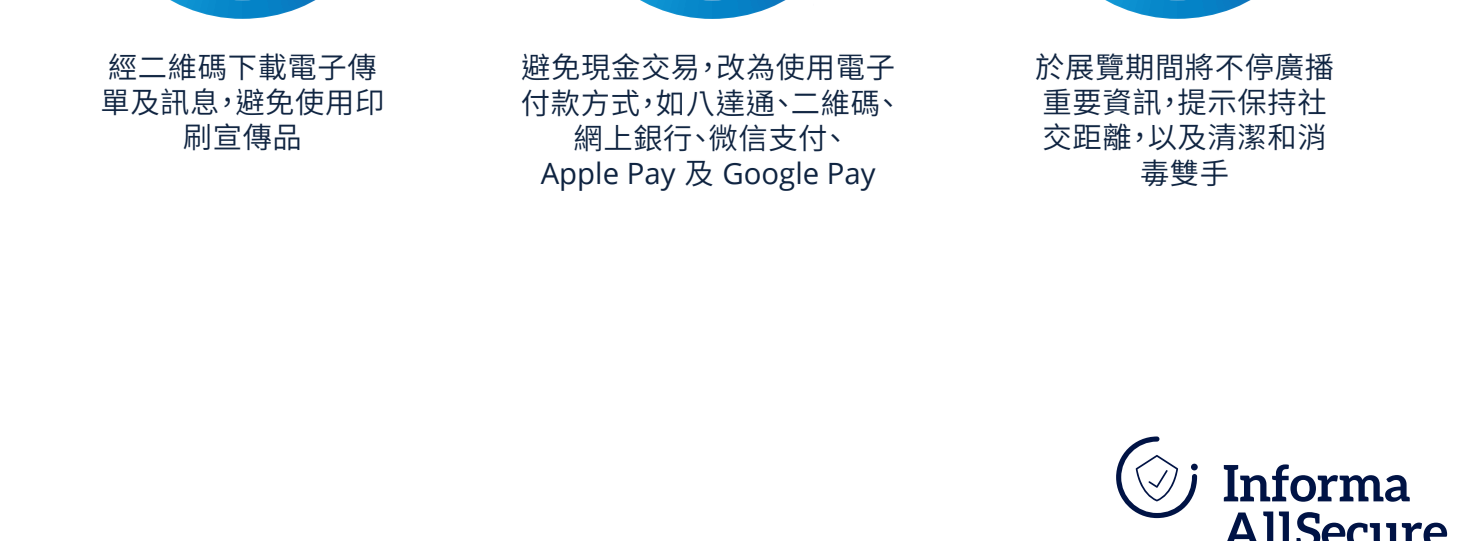 經二維碼下載電子傳
單及訊息，避免使用印
刷宣傳品
避免現金交易，改為使用電子
付款方式，如八達通、二維碼、
網上銀行、微信支付、
Apple Pay 及 Google Pay
於展覽期間將不停廣播
重要資訊，提示保持社
交距離，以及清潔和消
毒雙手
Informa
AllSecure